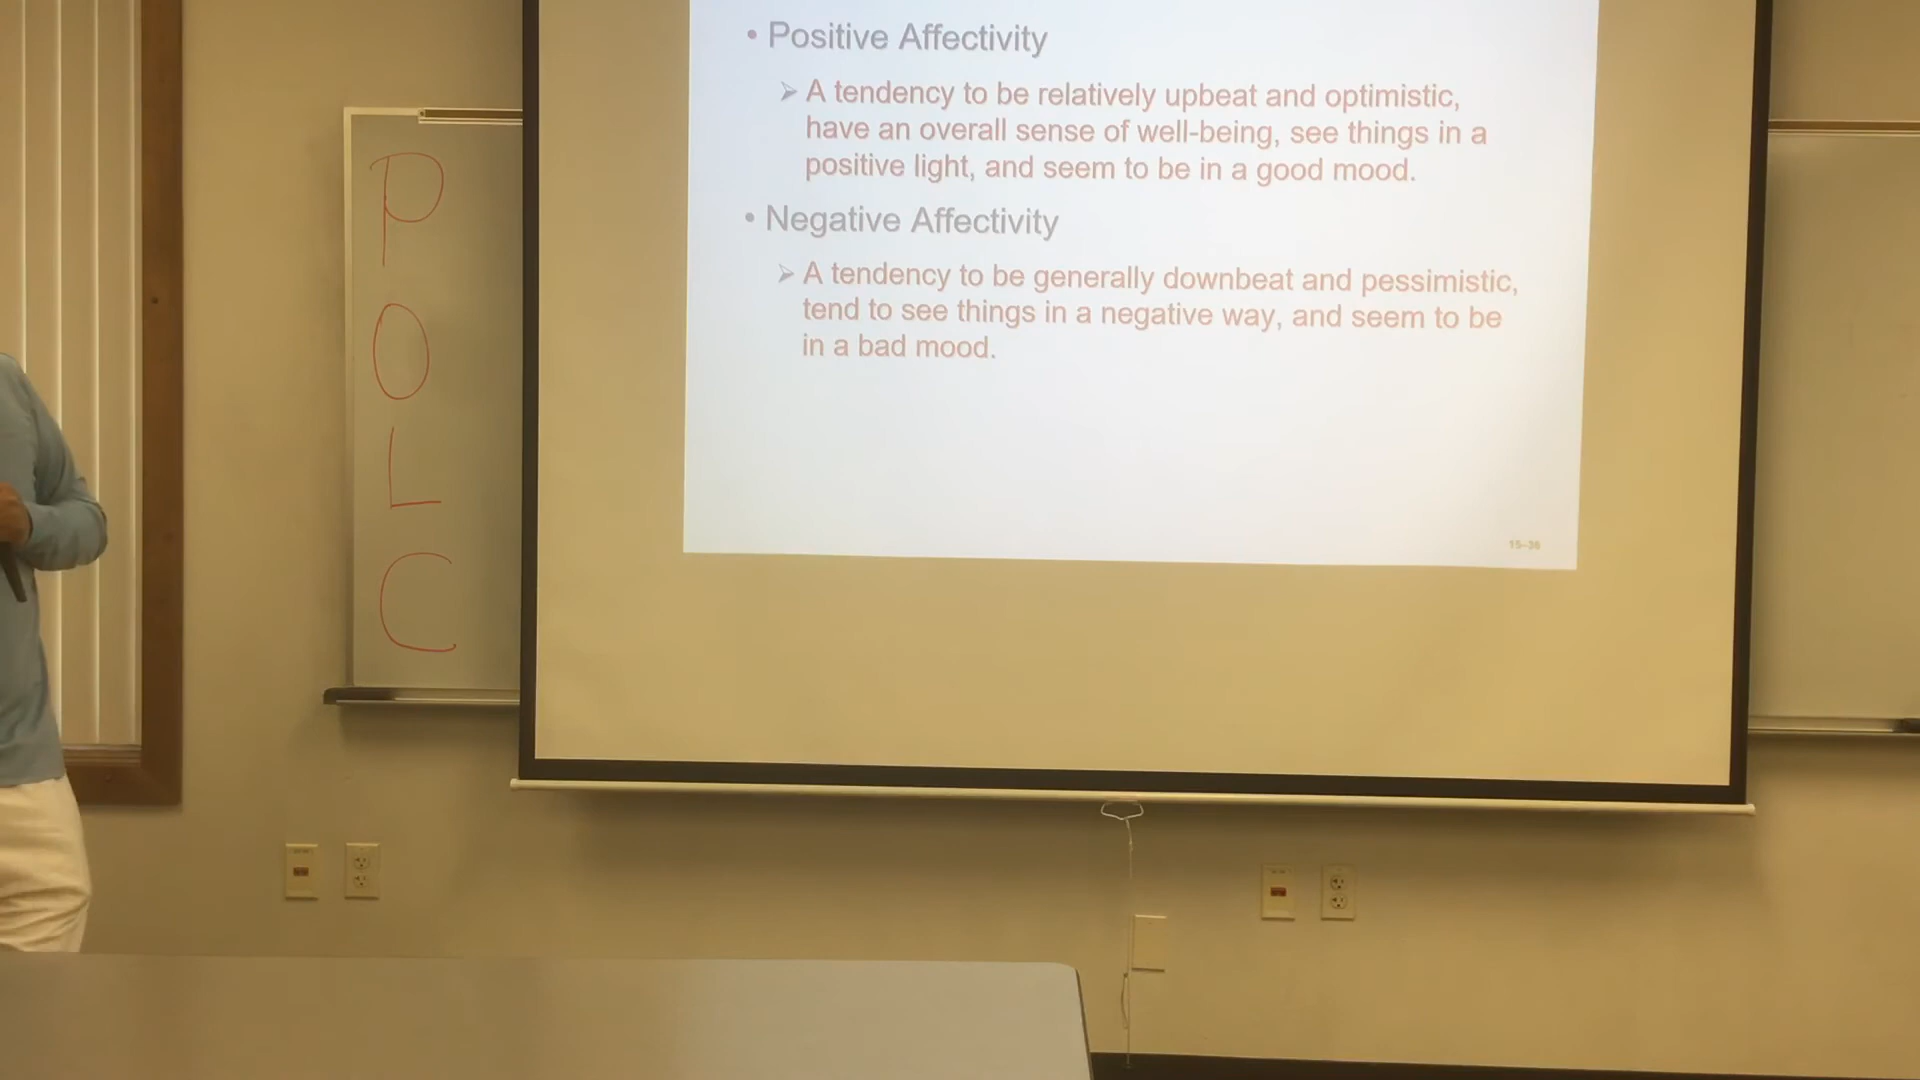 • Positive Affectivity
➢ A tendency to be relatively upbeat and optimistic,
have an overall sense of well-being, see things in a
positive light, and seem to be in a good mood.
• Negative Affectivity
➢ A tendency to be generally downbeat and pessimistic,
tend to see things in a negative way, and seem to be
in a bad mood.
15–36
P
O
L
C